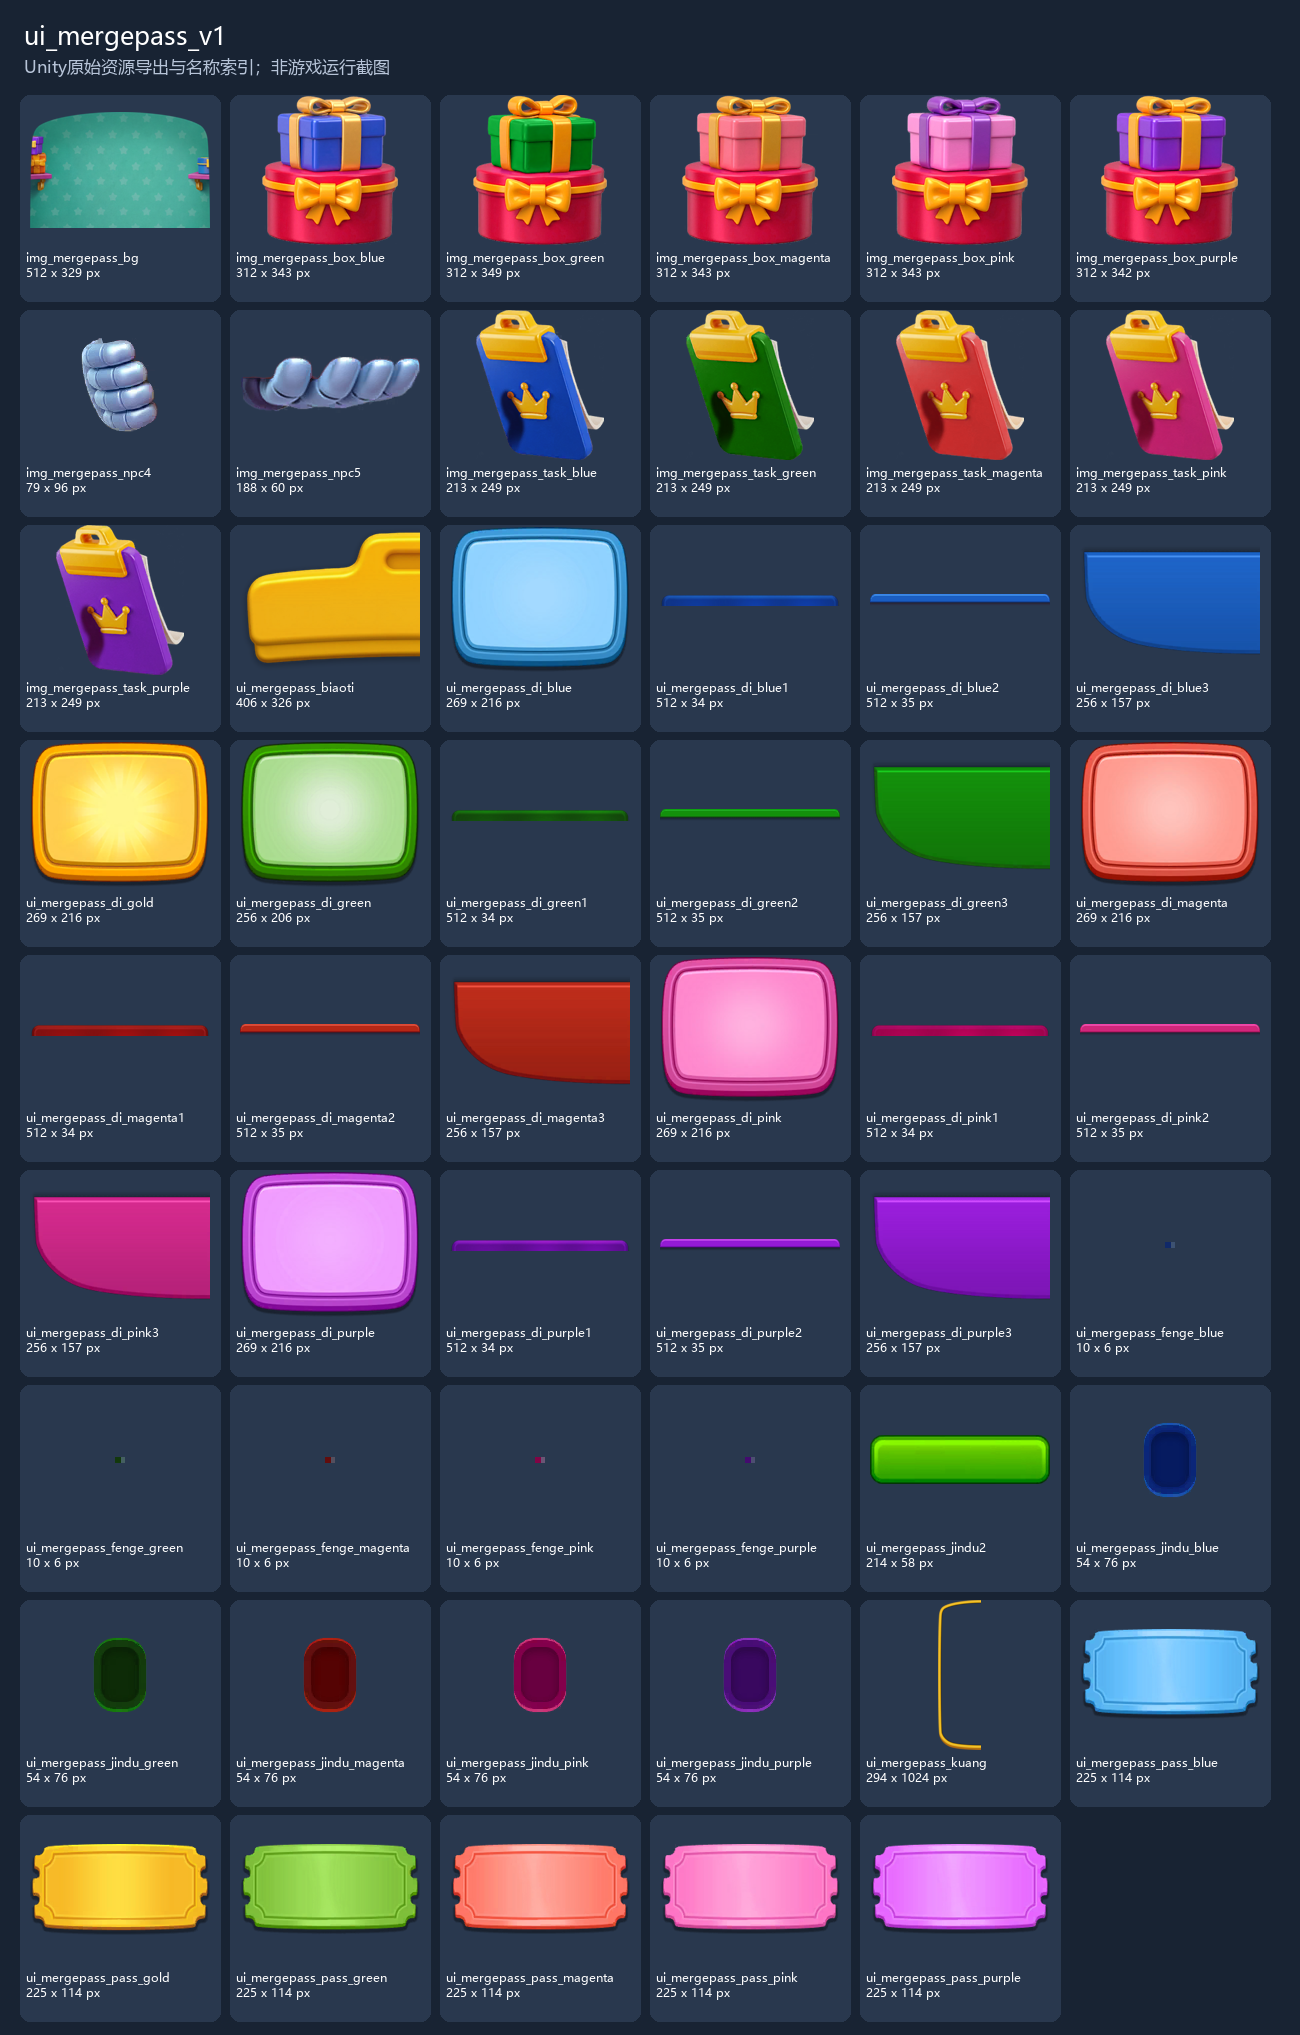 ui_mergepass_v1
Unity原始资源导出与名称索引；非游戏运行截图
img_mergepass_bg
512 x 329 px
img_mergepass_box_blue
312 x 343 px
img_mergepass_box_green
312 x 349 px
img_mergepass_box_magenta
312 x 343 px
img_mergepass_box_pink
312 x 343 px
img_mergepass_box_purple
312 x 342 px
img_mergepass_npc4
79 x 96 px
img_mergepass_npc5
188 x 60 px
img_mergepass_task_blue
213 x 249 px
img_mergepass_task_green
213 x 249 px
img_mergepass_task_magenta
213 x 249 px
img_mergepass_task_pink
213 x 249 px
img_mergepass_task_purple
213 x 249 px
ui_mergepass_biaoti
406 x 326 px
ui_mergepass_di_blue
269 x 216 px
ui_mergepass_di_blue1
512 x 34 px
ui_mergepass_di_blue2
512 x 35 px
ui_mergepass_di_blue3
256 x 157 px
ui_mergepass_di_gold
269 x 216 px
ui_mergepass_di_green
256 x 206 px
ui_mergepass_di_green1
512 x 34 px
ui_mergepass_di_green2
512 x 35 px
ui_mergepass_di_green3
256 x 157 px
ui_mergepass_di_magenta
269 x 216 px
ui_mergepass_di_magenta1
512 x 34 px
ui_mergepass_di_magenta2
512 x 35 px
ui_mergepass_di_magenta3
256 x 157 px
ui_mergepass_di_pink
269 x 216 px
ui_mergepass_di_pink1
512 x 34 px
ui_mergepass_di_pink2
512 x 35 px
ui_mergepass_di_pink3
256 x 157 px
ui_mergepass_di_purple
269 x 216 px
ui_mergepass_di_purple1
512 x 34 px
ui_mergepass_di_purple2
512 x 35 px
ui_mergepass_di_purple3
256 x 157 px
ui_mergepass_fenge_blue
10 x 6 px
ui_mergepass_fenge_green
10 x 6 px
ui_mergepass_fenge_magenta
10 x 6 px
ui_mergepass_fenge_pink
10 x 6 px
ui_mergepass_fenge_purple
10 x 6 px
ui_mergepass_jindu2
214 x 58 px
ui_mergepass_jindu_blue
54 x 76 px
ui_mergepass_jindu_green
54 x 76 px
ui_mergepass_jindu_magenta
54 x 76 px
ui_mergepass_jindu_pink
54 x 76 px
ui_mergepass_jindu_purple
54 x 76 px
ui_mergepass_kuang
294 x 1024 px
ui_mergepass_pass_blue
225 x 114 px
ui_mergepass_pass_gold
225 x 114 px
ui_mergepass_pass_green
225 x 114 px
ui_mergepass_pass_magenta
225 x 114 px
ui_mergepass_pass_pink
225 x 114 px
ui_mergepass_pass_purple
225 x 114 px